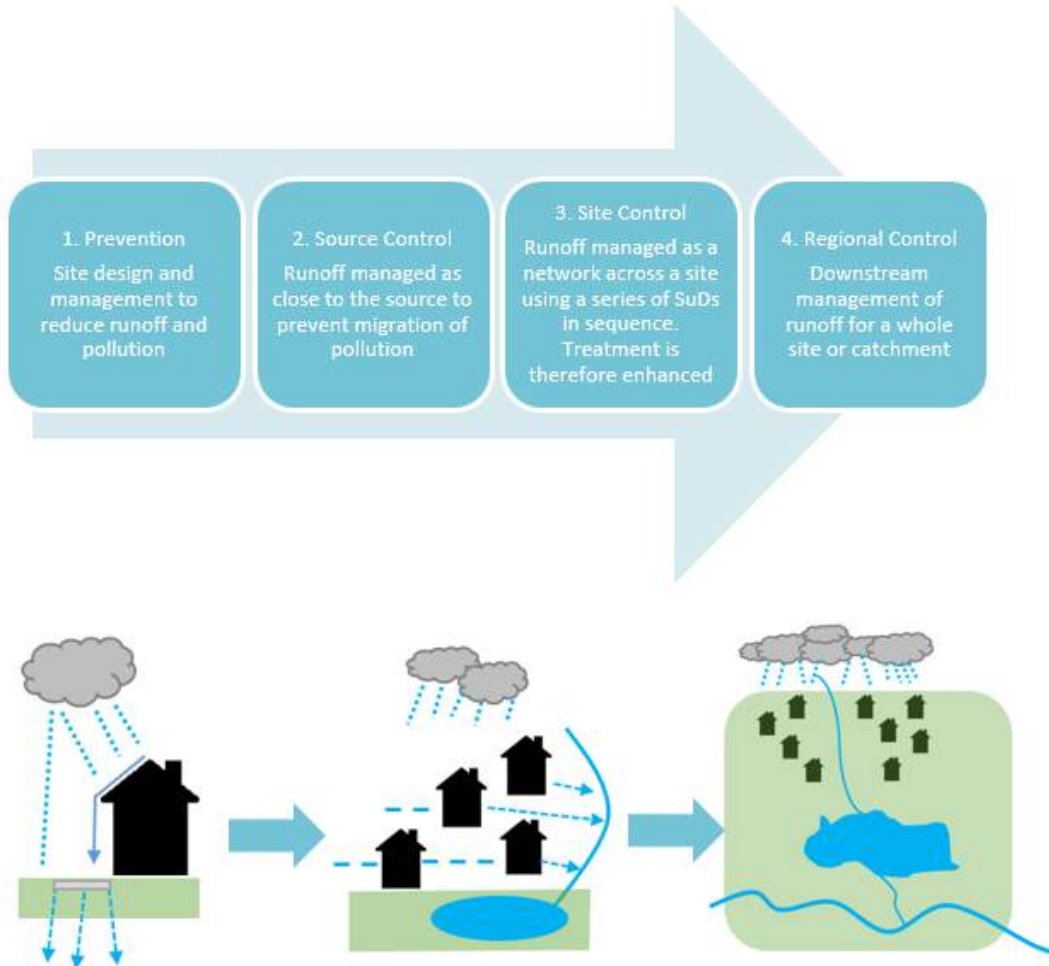 1. Prevention
Site design and
management to
reduce runoff and
pollution
2. Source Control
Runoff managed as
close to the source to
prevent migration of
pollution
3. Site Control
Runoff managed as a
network across a site
using a series of SuDs
in sequence.
Treatment is
therefore enhanced
4. Regional Control
Downstream
management of
runoff for a whole
site or catchment